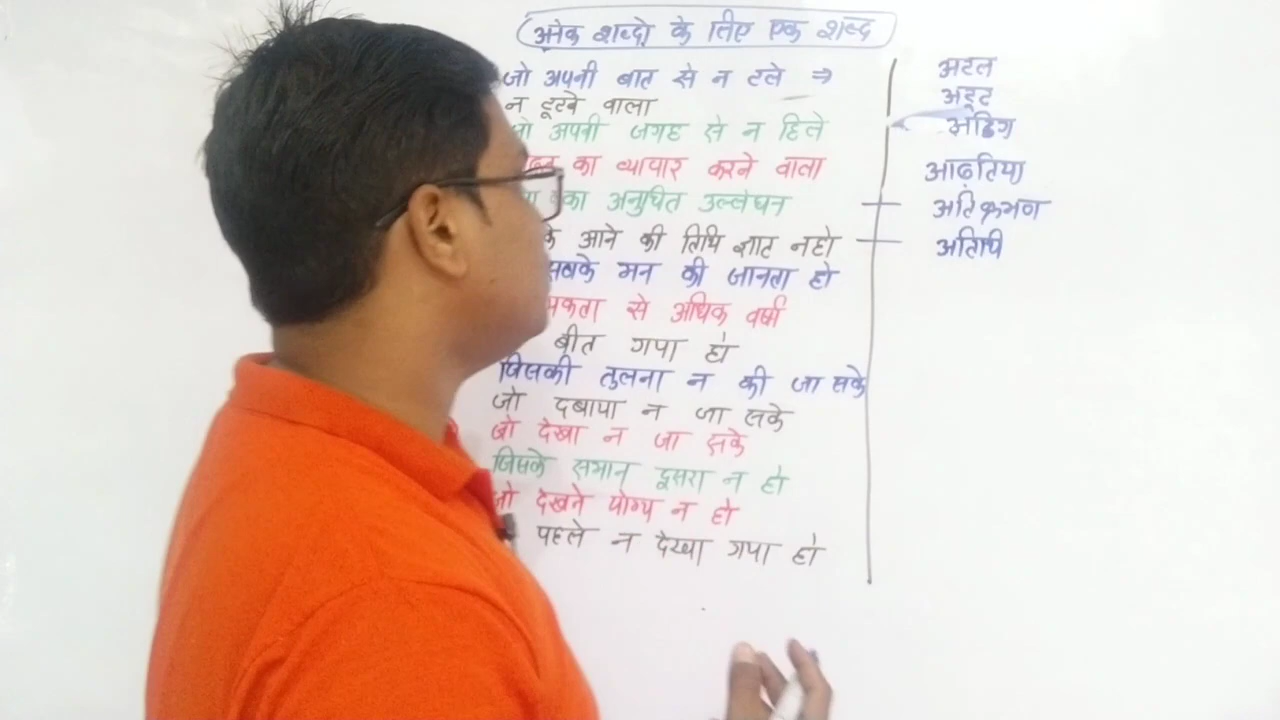 अनेक शब्दो के लिए एक शब्द
जो अपनी बात से न टले ⇒ अटल
न टूटने वाला अटूट
अपनी जगह से न हिले अडिग
का व्यापार करने वाला आढ़तिया
का अनुचित उल्लंघन अतिक्रमण
के आने की तिथि ज्ञात न हो अतिथि
सबके मन की जानता हो
से अधिक वर्षा
बीत गया हो
जिसकी तुलना न की जा सके
जो दबाया न जा सके
जो देखा न जा सके
जिसके समान दूसरा न हो
जो देखने योग्य न हो
पहले न देखा गया हो